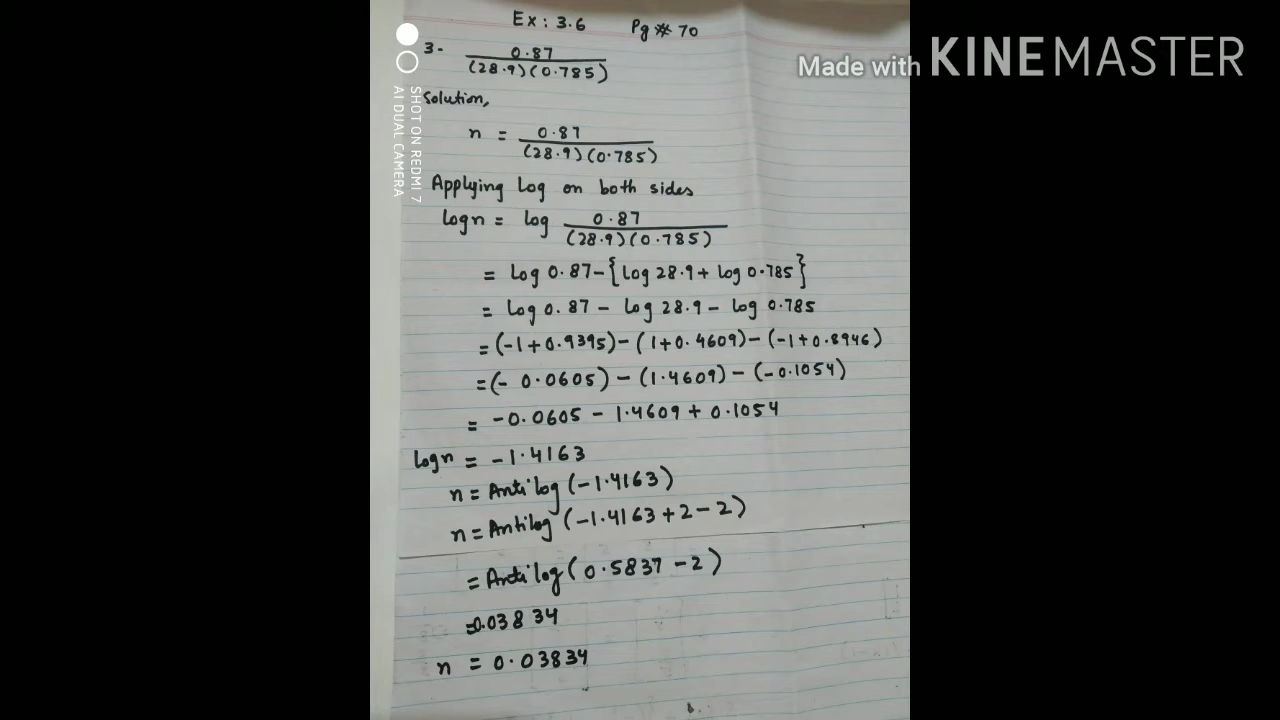 Ex: 3.6 Pg # 70
Made with KINEMASTER
3- 0.87
(28.9)(0.785)
Solution,
SHOT ON REDMI 7
AI DUAL CAMERA
n = 0.87
(28.9)(0.785)
Applying Log on both sides
logn = log 0.87
(28.9)(0.785)
= log 0.87-{log 28.9+ log 0.785}
= log 0.87 - log 28.9 - log 0.785
=(-1+0.9395)-(1+0.4609)-(-1+0.8946)
=(- 0.0605) - (1.4609) - (-0.1054)
= -0.0605 - 1.4609 + 0.1054
logn = -1.4163
n = Antilog (-1.4163)
n = Antilog (-1.4163+2-2)
= Antilog (0.5837 -2)
=0.03834
n = 0.03834